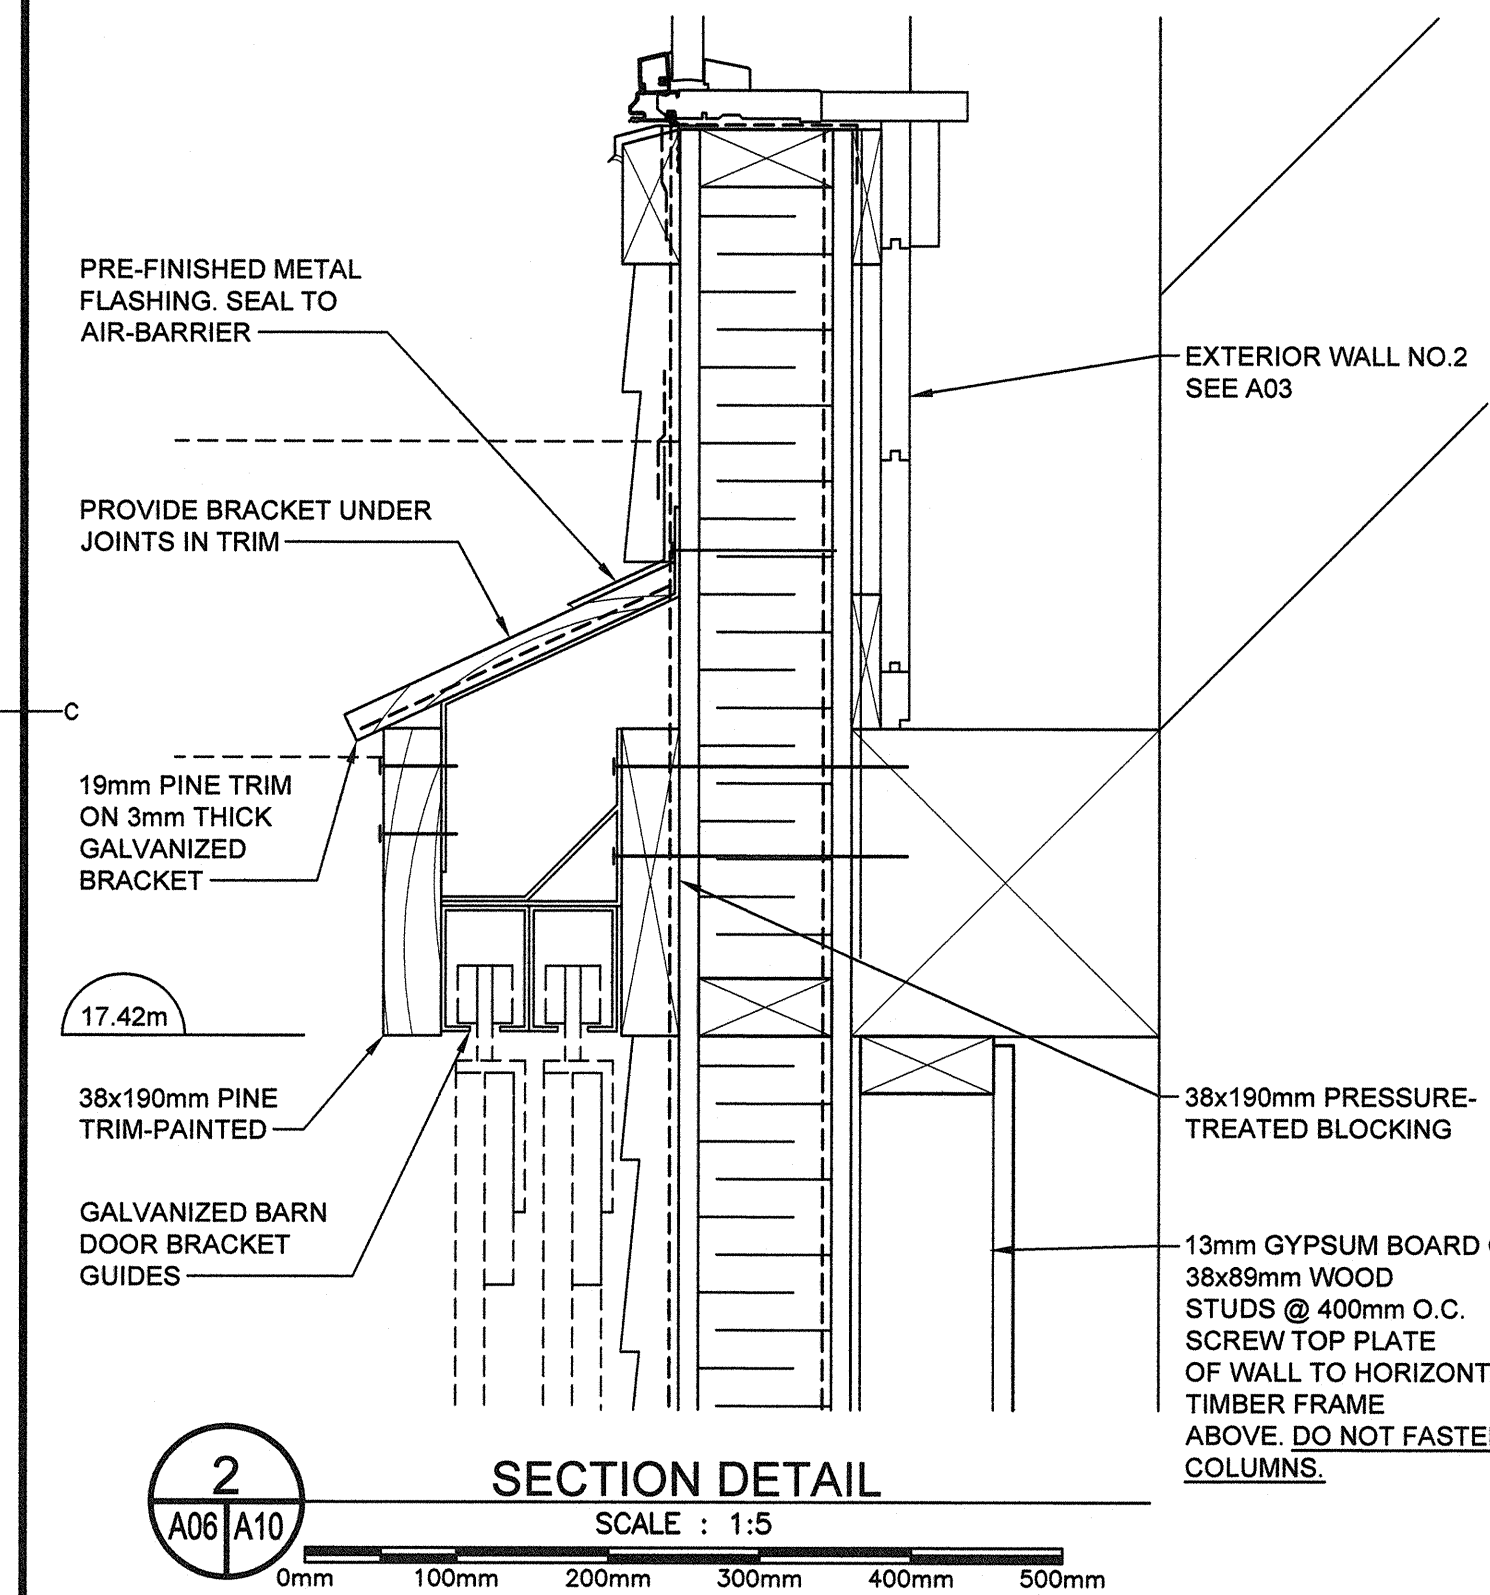 PRE-FINISHED METAL
FLASHING. SEAL TO
AIR-BARRIER
EXTERIOR WALL NO.2
SEE A03
PROVIDE BRACKET UNDER
JOINTS IN TRIM
C
19mm PINE TRIM
ON 3mm THICK
GALVANIZED
BRACKET
17.42m
38x190mm PINE
TRIM-PAINTED
38x190mm PRESSURE-
TREATED BLOCKING
GALVANIZED BARN
DOOR BRACKET
GUIDES
13mm GYPSUM BOARD
38x89mm WOOD
STUDS @ 400mm O.C.
SCREW TOP PLATE
OF WALL TO HORIZONT
TIMBER FRAME
ABOVE. DO NOT FASTE
COLUMNS.
2
A06 A10
SECTION DETAIL
SCALE : 1:5
0mm 100mm 200mm 300mm 400mm 500mm